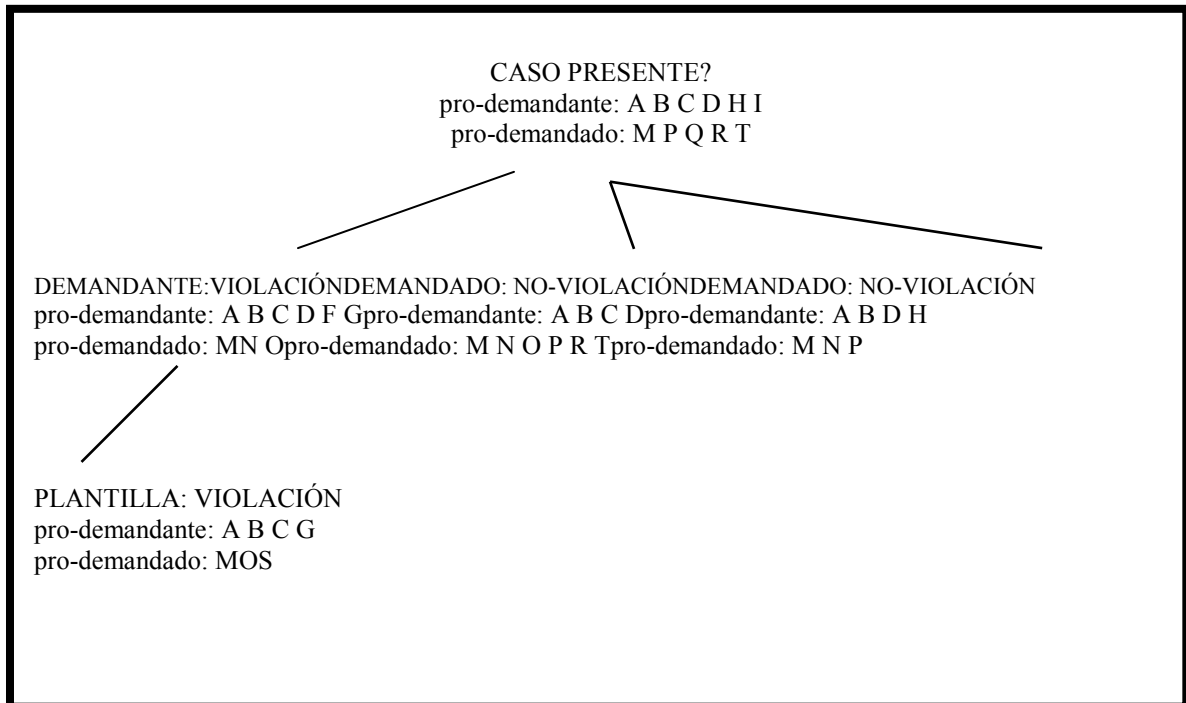 CASO PRESENTE?
pro-demandante: A B C D H I
pro-demandado: M P Q R T
DEMANDANTE:VIOLACIÓNDEMANDADO: NO-VIOLACIÓNDEMANDADO: NO-VIOLACIÓN
pro-demandante: A B C D F Gpro-demandante: A B C Dpro-demandante: A B D H
pro-demandado: MN Opro-demandado: M N O P R Tpro-demandado: M N P
PLANTILLA: VIOLACIÓN
pro-demandante: A B C G
pro-demandado: MOS